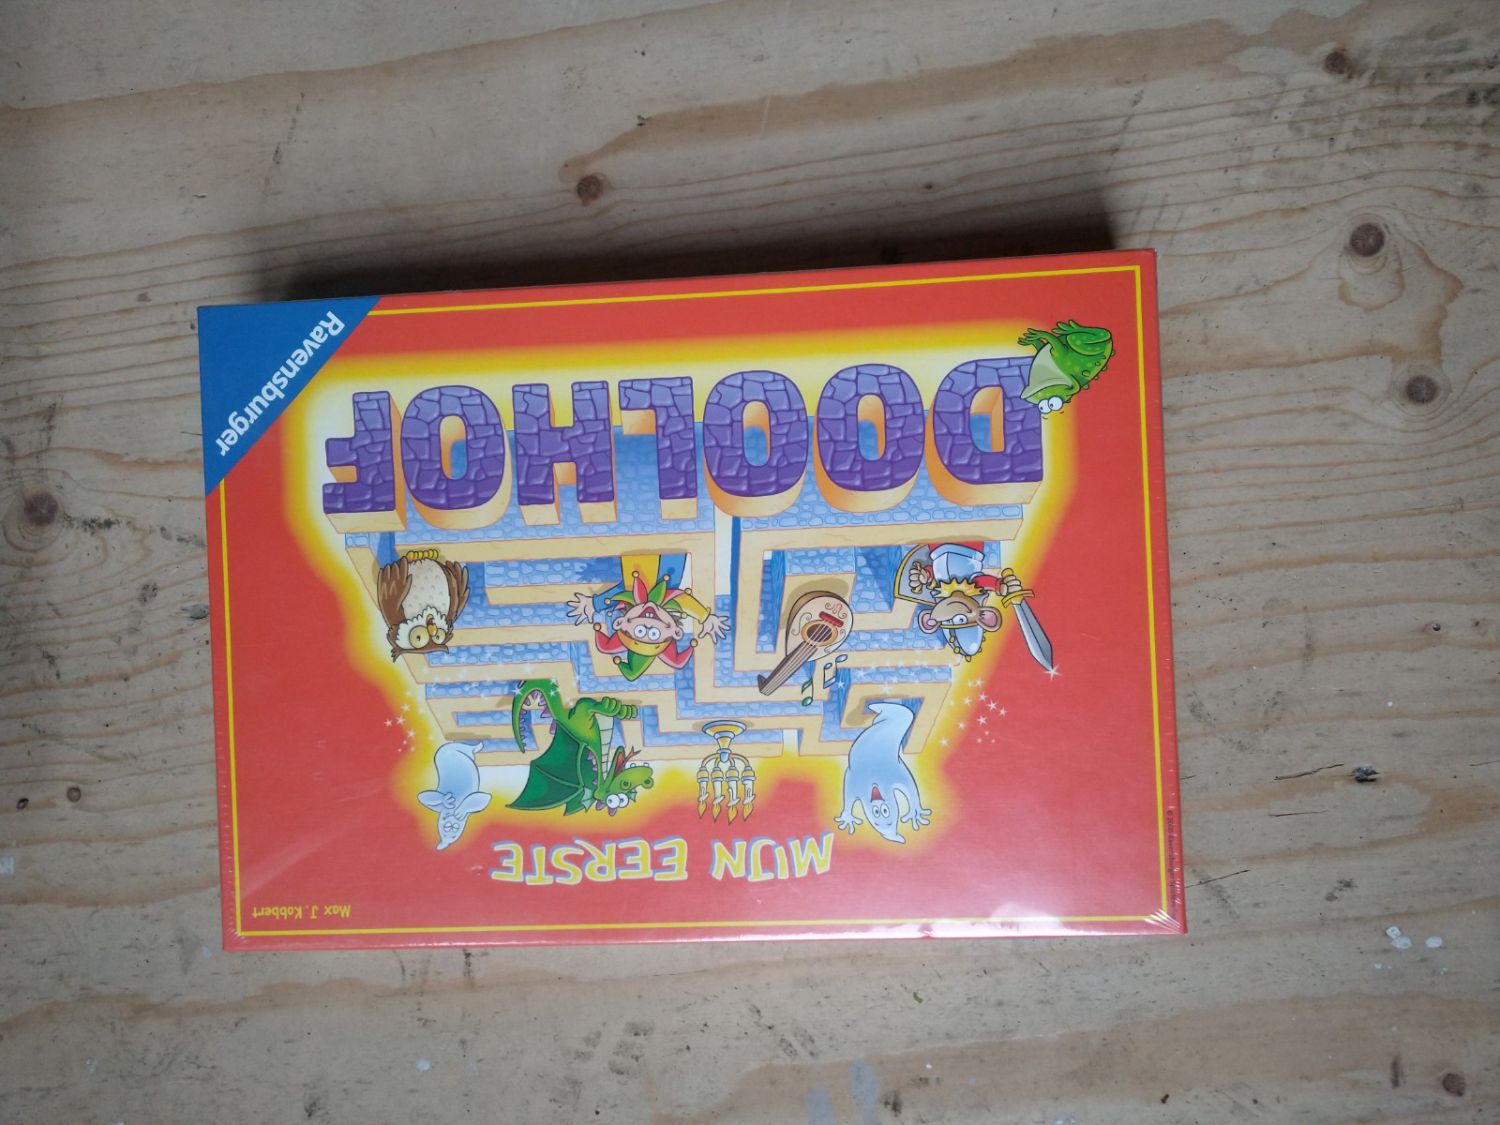 Max J. Kobbert
MIJN EERSTE
DOOLHOF
Ravensburger